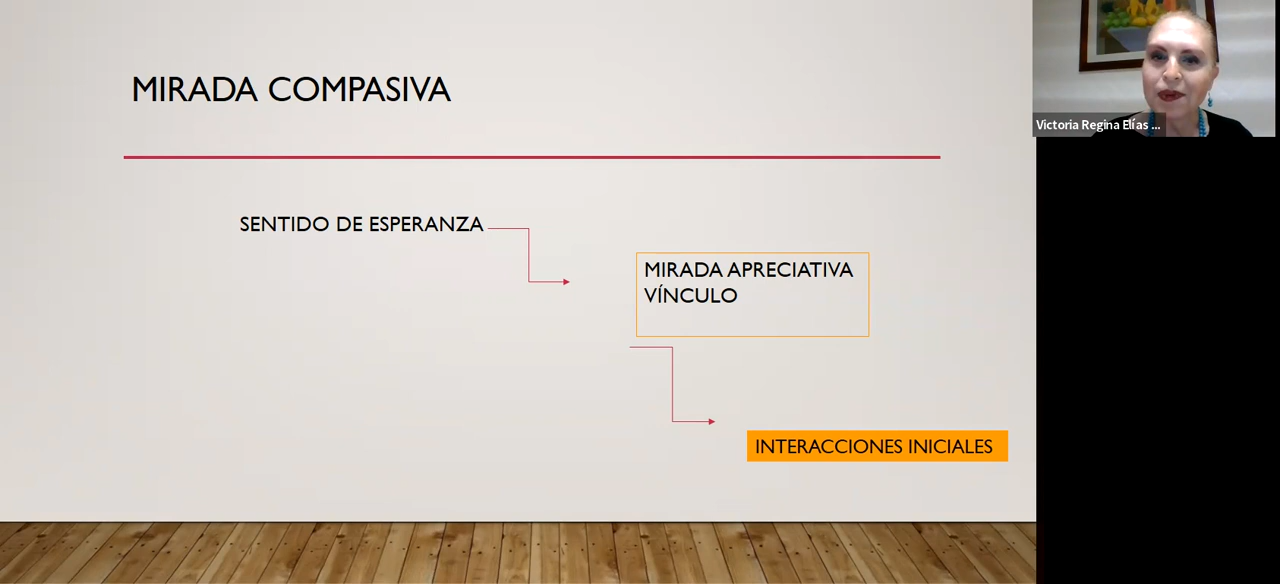 MIRADA COMPASIVA
SENTIDO DE ESPERANZA
MIRADA APRECIATIVA
VÍNCULO
INTERACCIONES INICIALES
Victoria Regina Elías ...